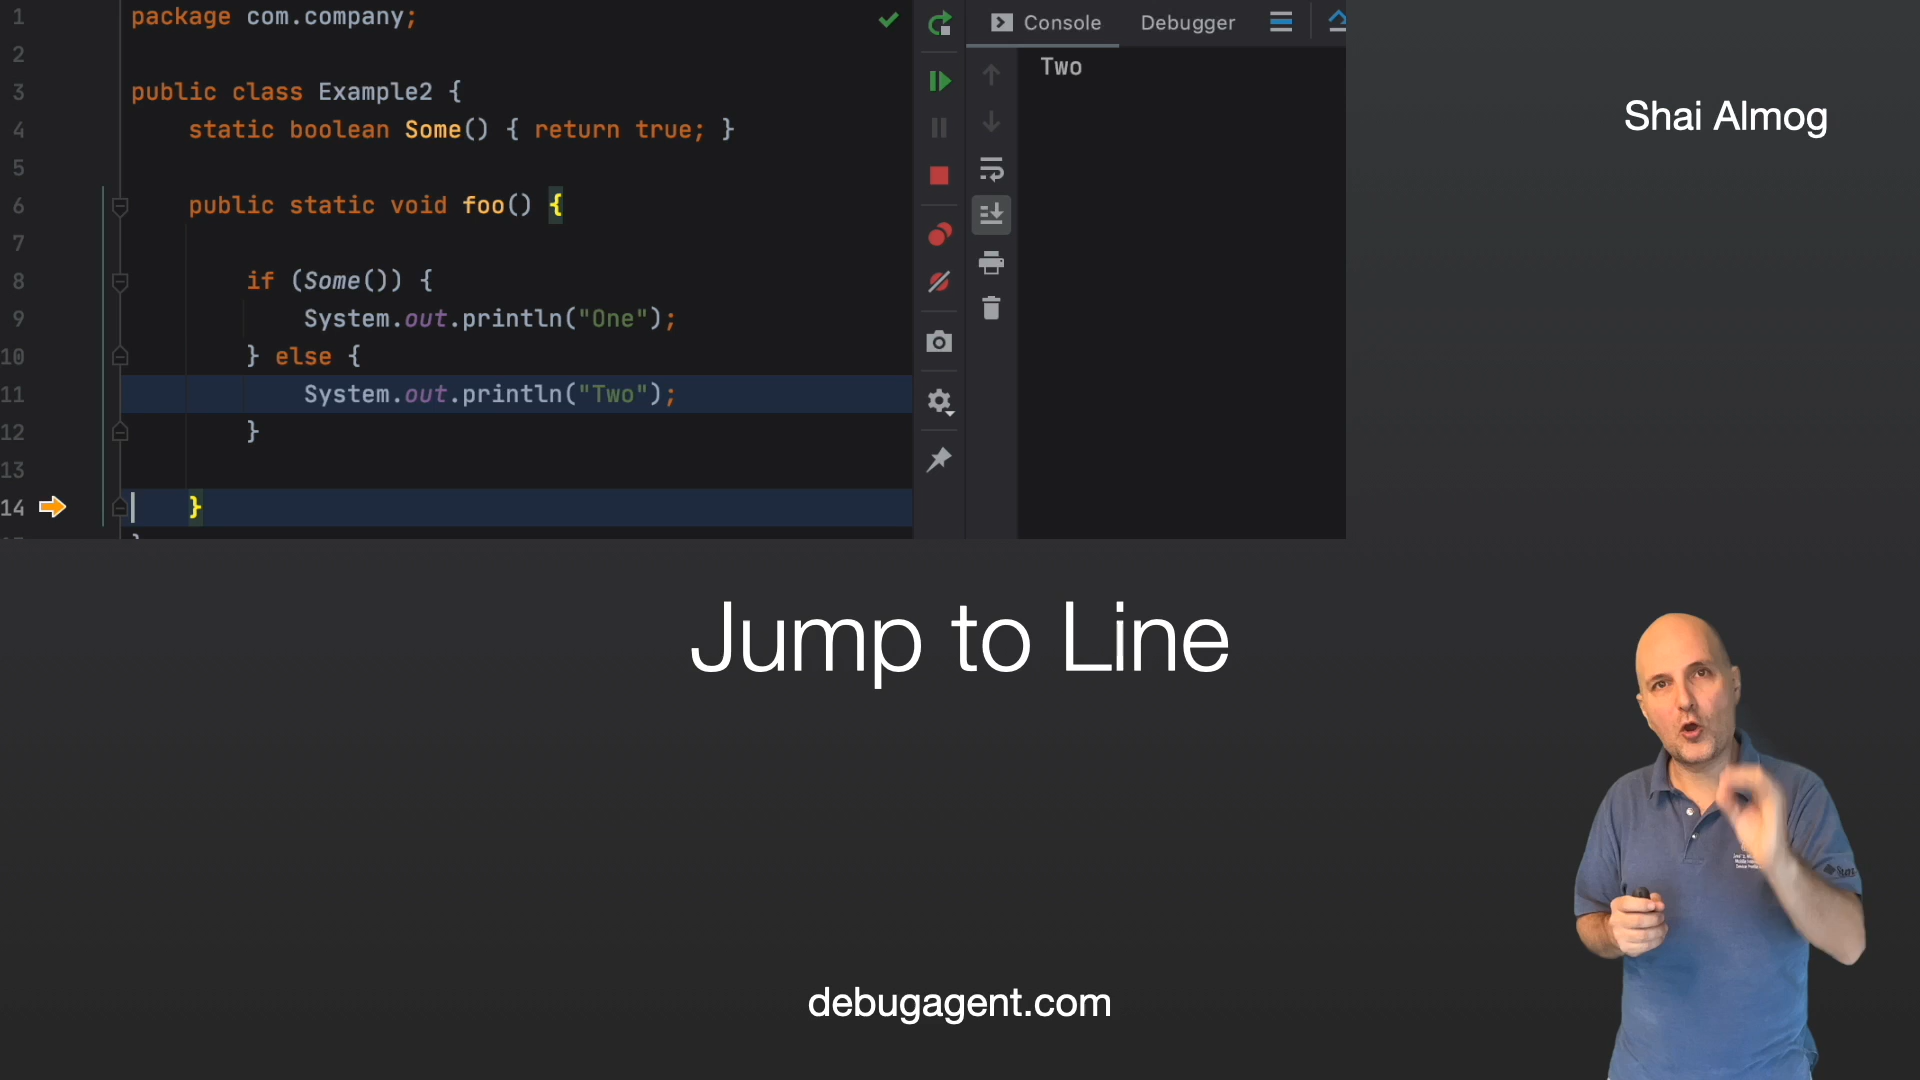 1 package com.company;
2
3 public class Example2 {
4 static boolean Some() { return true; }
5
6 public static void foo() {
7
8 if (Some()) {
9 System.out.println("One");
10 } else {
11 System.out.println("Two");
12 }
13
14 }
Console Debugger
Two
Shai Almog
Jump to Line
debugagent.com